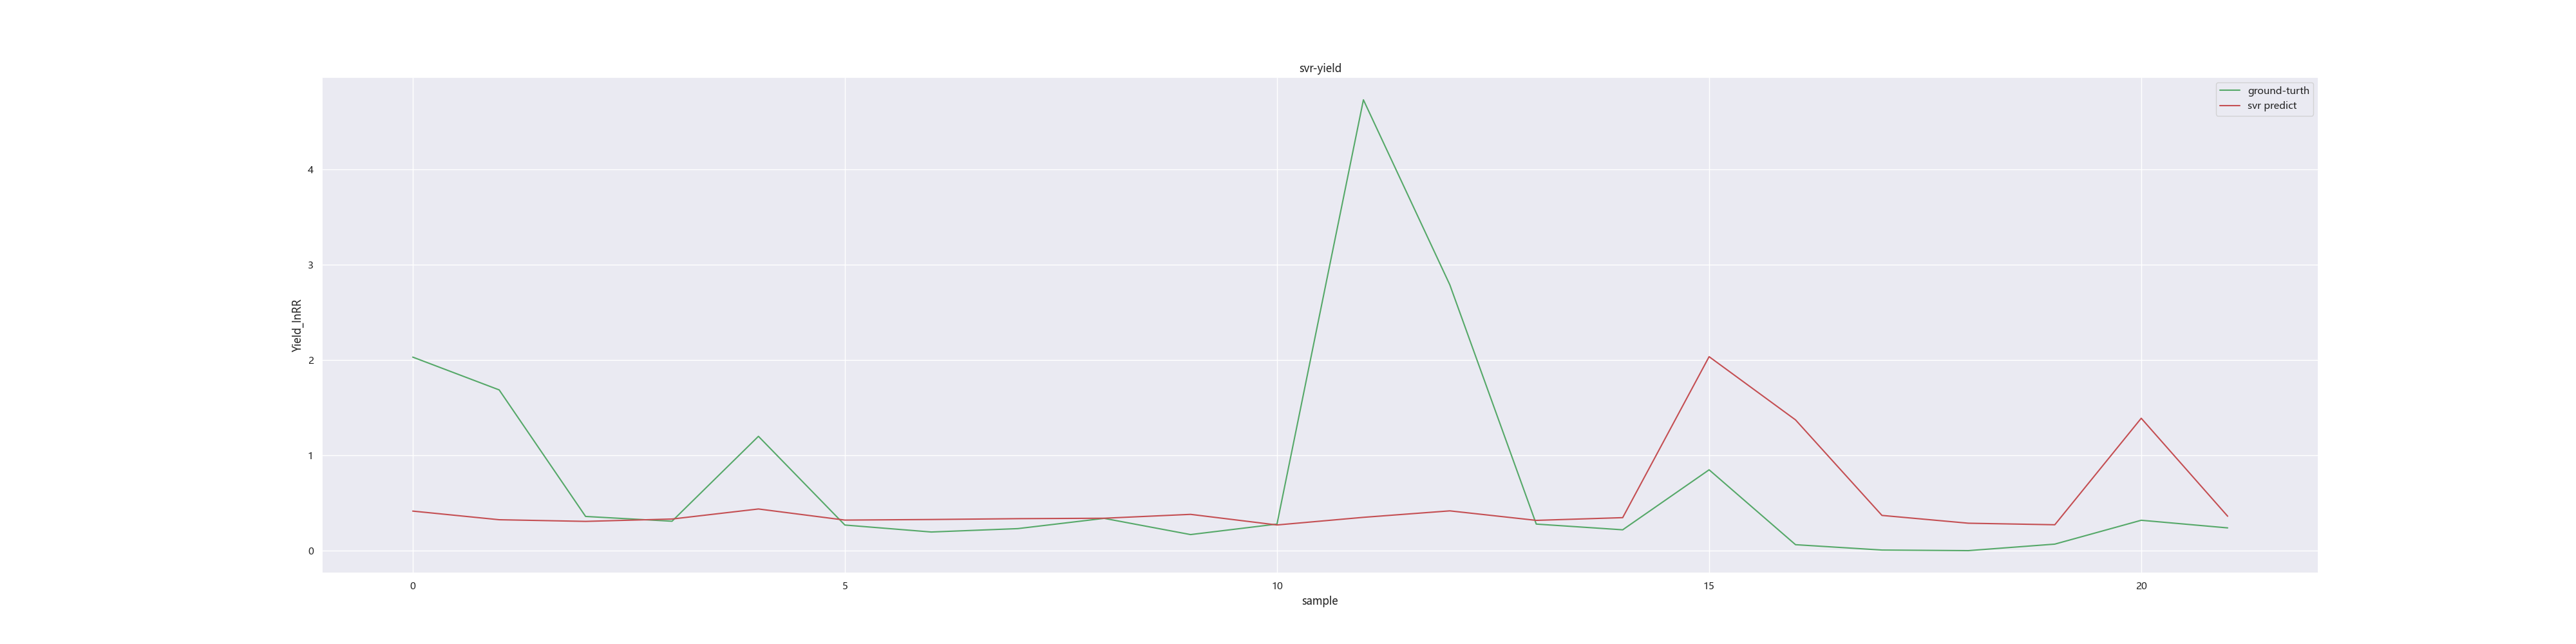 svr-yield
ground-turth
svr predict
4
3
2
1
0
Yield_lnRR
0 5 10 15 20
sample